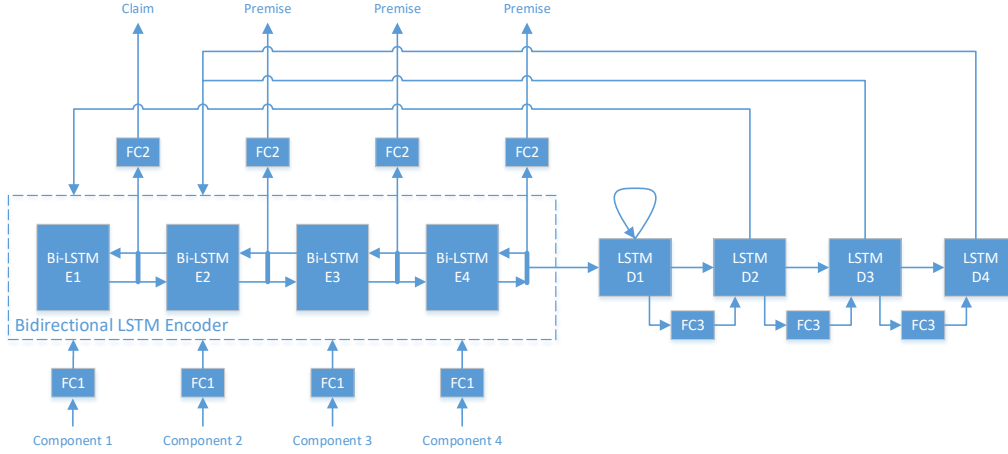 Claim
Premise
Premise
Premise
FC2
FC2
FC2
FC2
Bi-LSTM
E1
Bi-LSTM
E2
Bi-LSTM
E3
Bi-LSTM
E4
LSTM
D1
LSTM
D2
LSTM
D3
LSTM
D4
Bidirectional LSTM Encoder
FC3
FC3
FC3
FC1
FC1
FC1
FC1
Component 1
Component 2
Component 3
Component 4